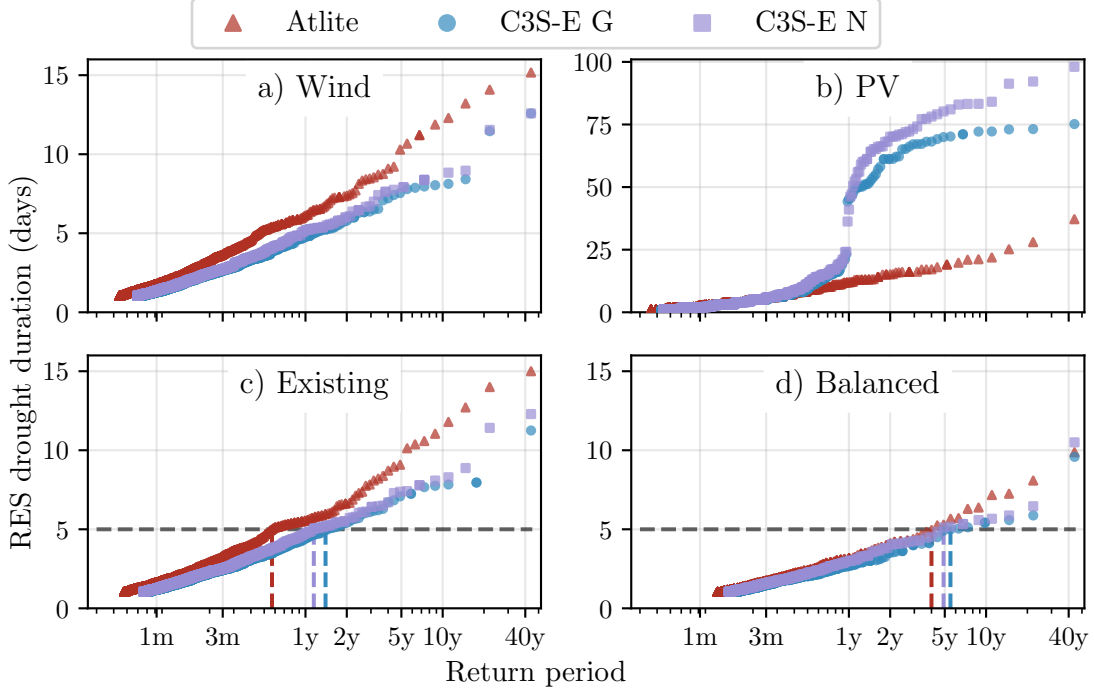 Atlite C3S-E G C3S-E N
a) Wind
15
10
5
0
b) PV
100
75
50
25
0
c) Existing
15
10
5
0
1m 3m 1y 2y 5y 10y 40y
d) Balanced
15
10
5
0
1m 3m 1y 2y 5y 10y 40y
RES drought duration (days)
Return period